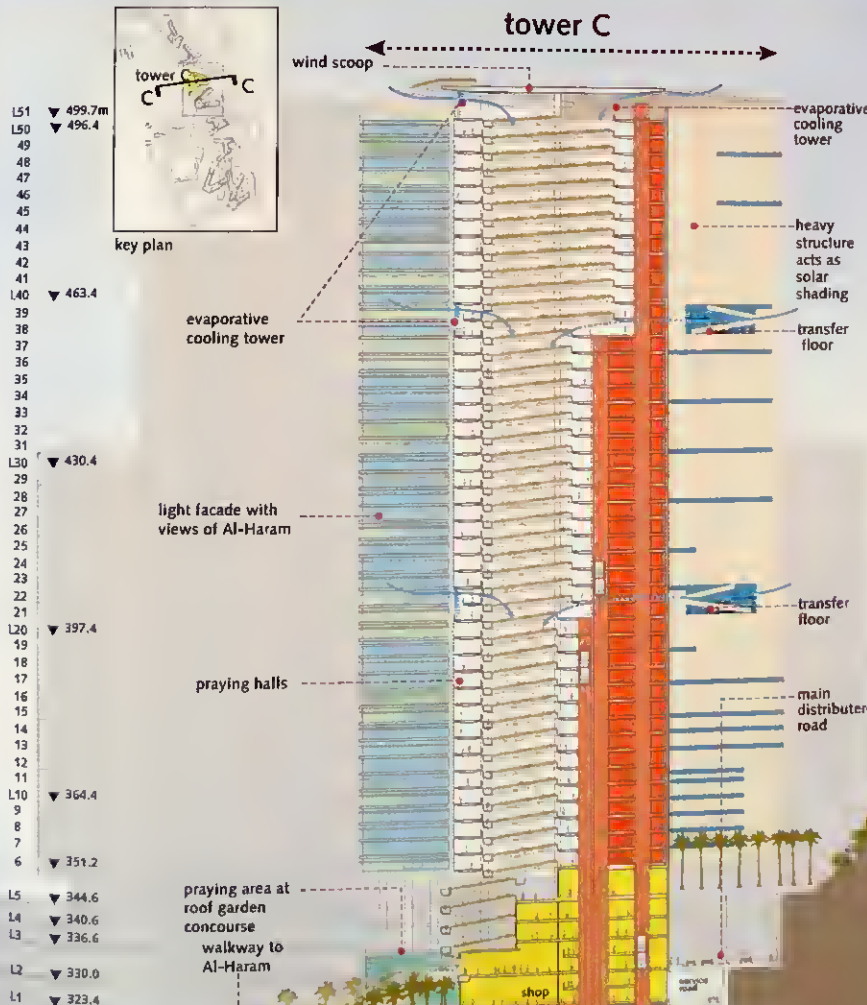 tower C
wind scoop
tower C
C
C
key plan
L51 ▼ 499.7m
L50 ▼ 496.4
49
48
47
46
45
44
43
42
41
L40 ▼ 463.4
39
38
37
36
35
34
33
32
31
L30 ▼ 430.4
29
28
27
26
25
24
23
22
21
L20 ▼ 397.4
19
18
17
16
15
14
13
12
11
L10 ▼ 364.4
9
8
7
6 ▼ 351.2
L5 ▼ 344.6
L4 ▼ 340.6
L3 ▼ 336.6
L2 ▼ 330.0
L1 ▼ 323.4
evaporative
cooling tower
light facade with
views of Al-Haram
praying halls
praying area at
roof garden
concourse
walkway to
Al-Haram
evaporative
cooling
tower
heavy
structure
acts as
solar
shading
transfer
floor
transfer
floor
main
distributer
road
shop
service
road